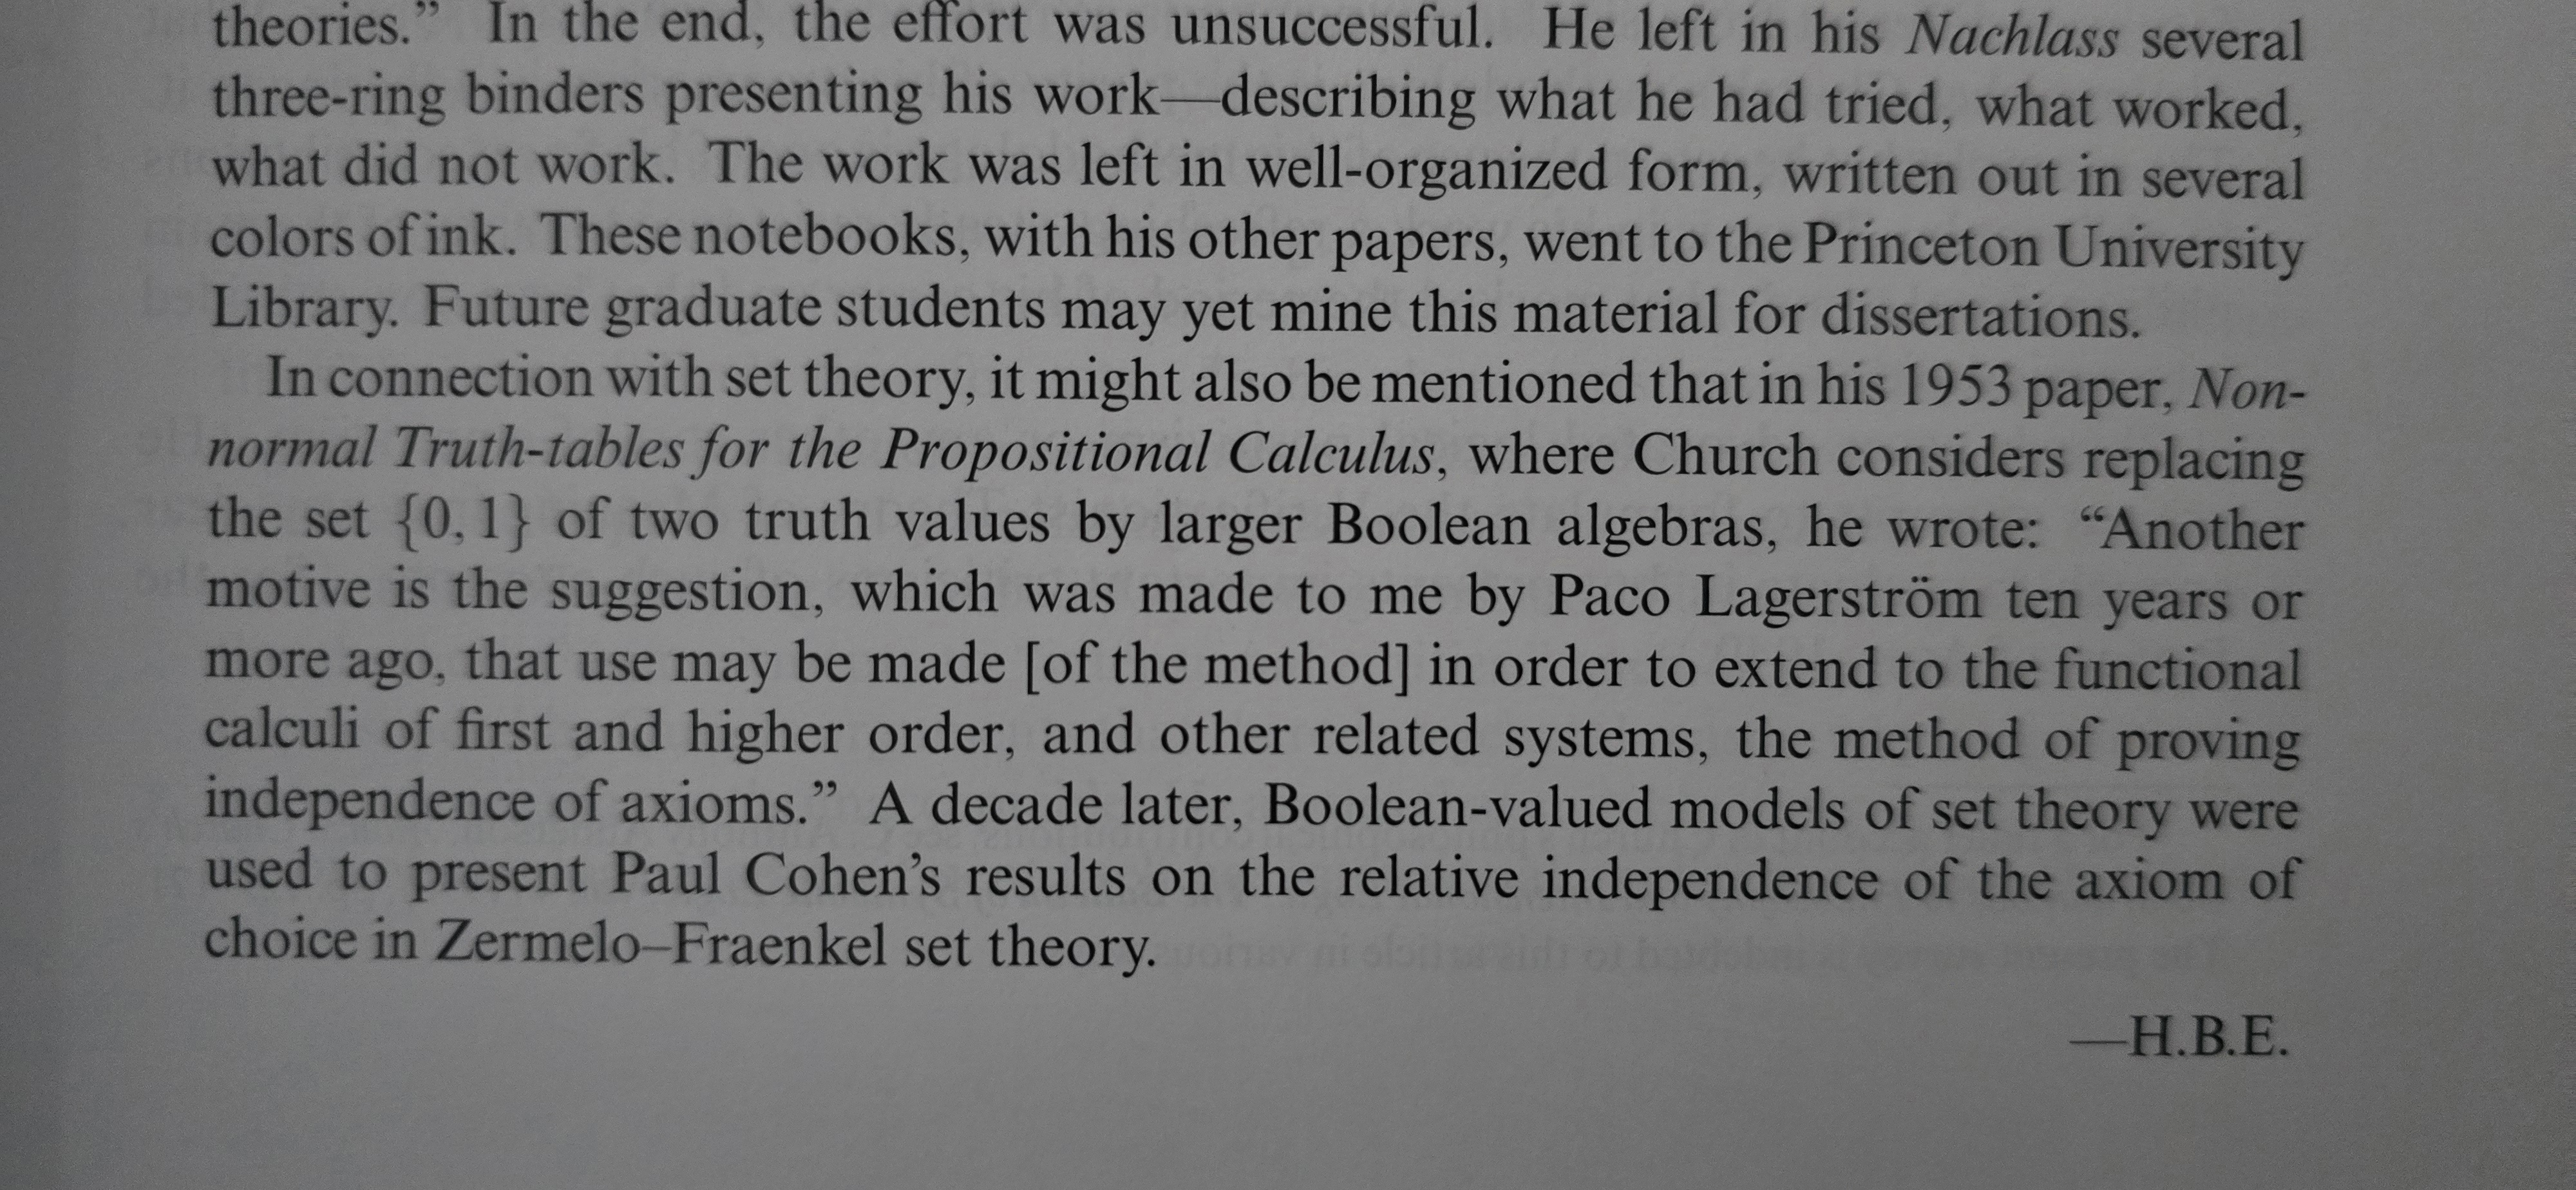 theories.” In the end, the effort was unsuccessful. He left in his Nachlass several
three-ring binders presenting his work—describing what he had tried, what worked,
what did not work. The work was left in well-organized form, written out in several
colors of ink. These notebooks, with his other papers, went to the Princeton University
Library. Future graduate students may yet mine this material for dissertations.
In connection with set theory, it might also be mentioned that in his 1953 paper, Non-
normal Truth-tables for the Propositional Calculus, where Church considers replacing
the set {0, 1} of two truth values by larger Boolean algebras, he wrote: “Another
motive is the suggestion, which was made to me by Paco Lagerström ten years or
more ago, that use may be made [of the method] in order to extend to the functional
calculi of first and higher order, and other related systems, the method of proving
independence of axioms.” A decade later, Boolean-valued models of set theory were
used to present Paul Cohen’s results on the relative independence of the axiom of
choice in Zermelo–Fraenkel set theory.
—H.B.E.